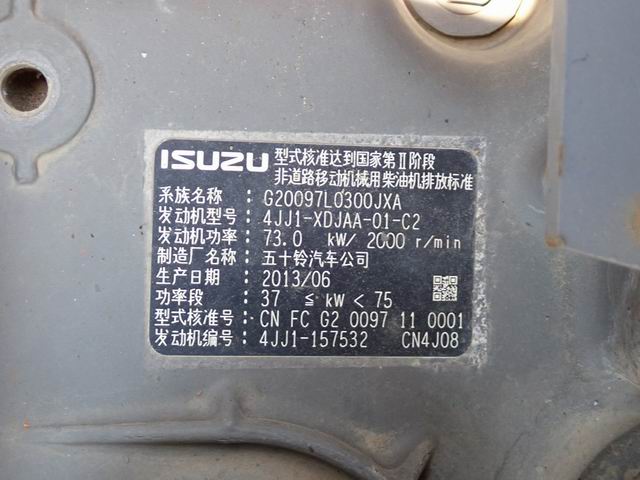 ISUZU 型式核准达到国家第Ⅱ阶段
非道路移动机械用柴油机排放标准
系族名称 : G20097L0300JXA
发动机型号: 4JJ1-XDJAA-01-C2
发动机功率: 73.0 kW/ 2000 r/min
制造厂名称: 五十铃汽车公司
生产日期 : 2013/06
功率段 : 37 ≦ kW < 75
型式核准号: CN FC G2 0097 11 0001
发动机编号: 4JJ1-157532 CN4J08